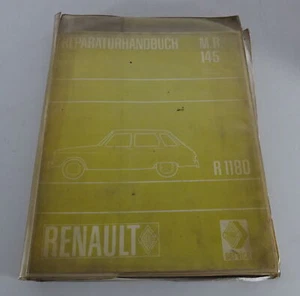 REPARATURHANDBUCH M.R
145
R 1180
RENAULT